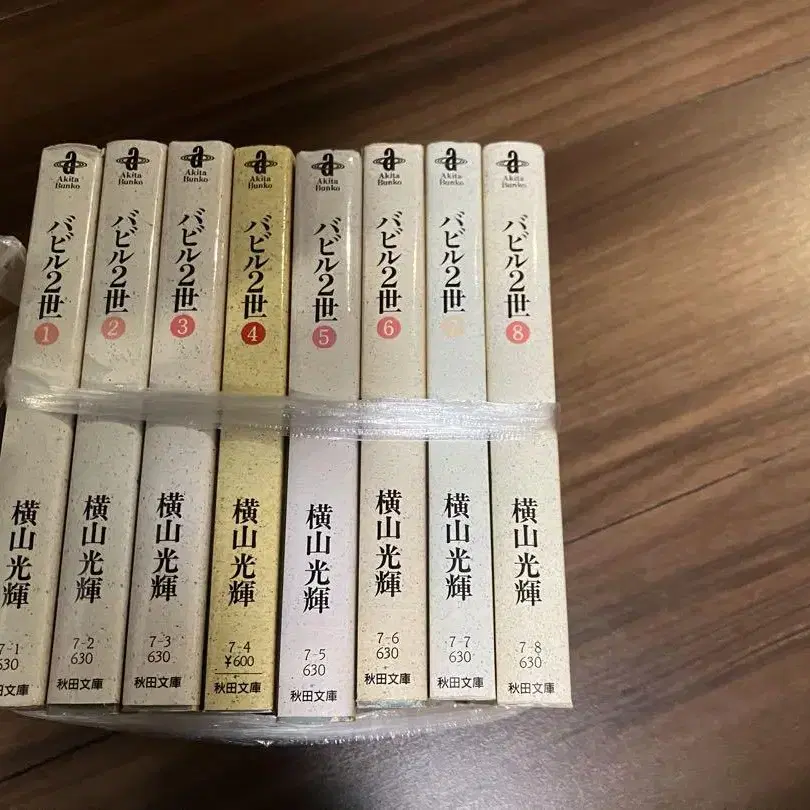 a
Akita
Bunko
バビル2世
1
横山光輝
7-1
630
田文庫
a
Akita
Bunko
バビル2世
2
横山光輝
7-2
630
秋田文庫
a
Akita
Bunko
バビル2世
3
横山光輝
7-3
630
秋田文庫
a
Akita
Bunko
バビル2世
4
横山光輝
7-4
¥600
秋田文庫
a
Akita
Bunko
バビル2世
5
横山光輝
7-5
630
秋田文庫
a
Akita
Bunko
バビル2世
6
横山光輝
7-6
630
秋田文庫
a
Akita
Bunko
バビル2世
7
横山光輝
7-7
630
秋田文庫
a
Akita
Bunko
バビル2世
8
横山光輝
7-8
630
秋田文庫